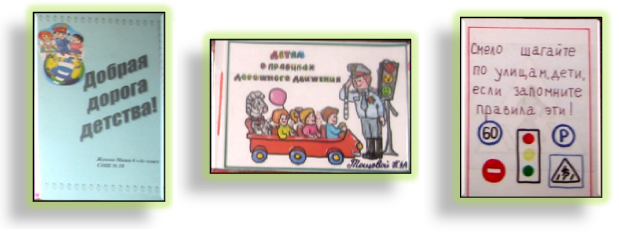 Добрая
дорога
детства!
ДЕТЯМ
О ПРАВИЛАХ
ДОРОЖНОГО ДВИЖЕНИЯ
Смело шагайте
по улицам, дети,
если запомните
правила эти!
60
P